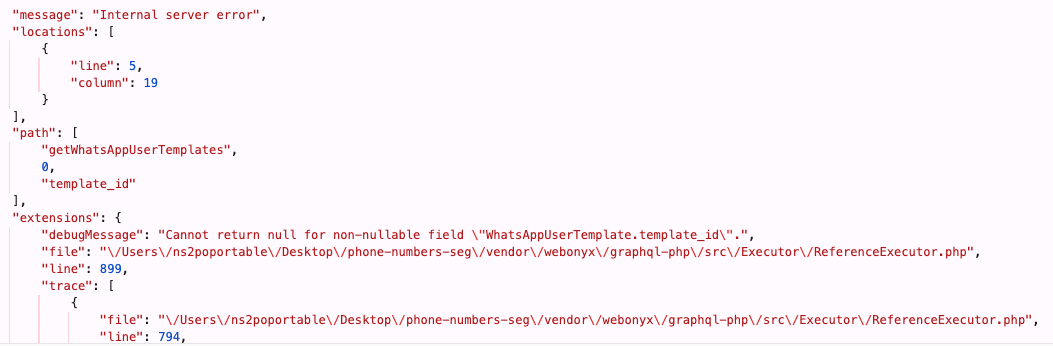 "message": "Internal server error",
"locations": [
{
"line": 5,
"column": 19
}
],
"path": [
"getWhatsAppUserTemplates",
0,
"template_id"
],
"extensions": {
"debugMessage": "Cannot return null for non-nullable field \"WhatsAppUserTemplate.template_id\".",
"file": "\/Users\/ns2poportable\/Desktop\/phone-numbers-seg\/vendor\/webonyx\/graphql-php\/src\/Executor\/ReferenceExecutor.php",
"line": 899,
"trace": [
{
"file": "\/Users\/ns2poportable\/Desktop\/phone-numbers-seg\/vendor\/webonyx\/graphql-php\/src\/Executor\/ReferenceExecutor.php",
"line": 794,